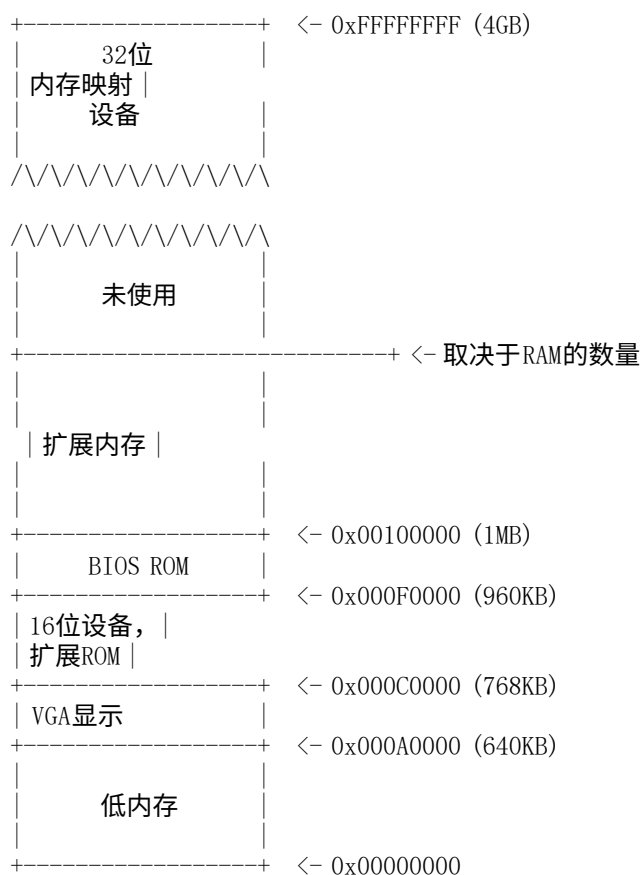 +------------------+ <- 0xFFFFFFFF (4GB)
| 32位 |
|内存映射|
| 设备 |
| |
/\/\/\/\/\/\/\/\/\/\
/\/\/\/\/\/\/\/\/\/\
| |
| 未使用 |
| |
+----------------------------+ <-取决于RAM的数量
| |
| |
|扩展内存|
| |
| |
+------------------+ <- 0x00100000 (1MB)
| BIOS ROM |
+------------------+ <- 0x000F0000 (960KB)
|16位设备，|
|扩展ROM|
+------------------+ <- 0x000C0000 (768KB)
|VGA显示 |
+------------------+ <- 0x000A0000 (640KB)
| |
| 低内存 |
| |
+------------------+ <- 0x00000000